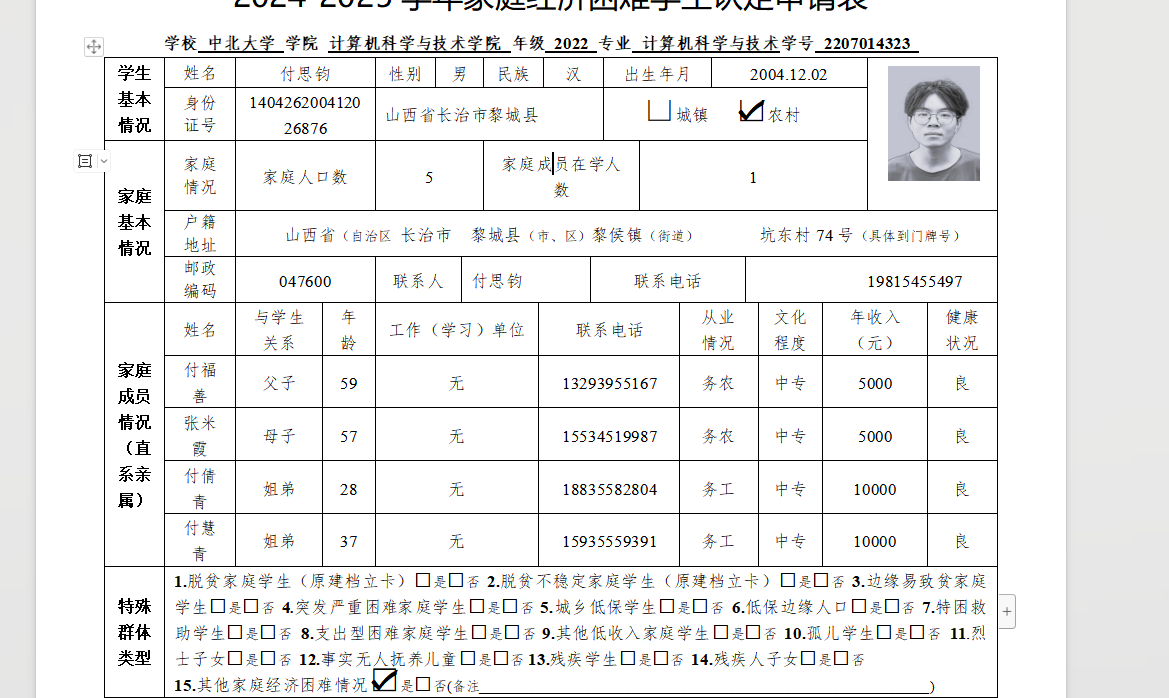 2024-2025 学年家庭经济困难学生认定申请表
学校 中北大学 学院 计算机科学与技术学院 年级 2022 专业 计算机科学与技术学号 2207014323
学生基本情况 姓名 付思钧 性别 男 民族 汉 出生年月 2004.12.02
身份证号 140426200412026876 山西省长治市黎城县 □城镇 ☑农村
家庭基本情况 家庭情况 家庭人口数 5 家庭成员在学人数 1
户籍地址 山西省（自治区 长治市 黎城县（市、区）黎侯镇（街道） 坑东村 74 号（具体到门牌号）
邮政编码 047600 联系人 付思钧 联系电话 19815455497
家庭成员情况（直系亲属） 姓名 与学生关系 年龄 工作（学习）单位 联系电话 从业情况 文化程度 年收入（元） 健康状况
付福善 父子 59 无 13293955167 务农 中专 5000 良
张米霞 母子 57 无 15534519987 务农 中专 5000 良
付倩青 姐弟 28 无 18835582804 务工 中专 10000 良
付慧青 姐弟 37 无 15935559391 务工 中专 10000 良
特殊群体类型 1.脱贫家庭学生（原建档立卡）□是□否 2.脱贫不稳定家庭学生（原建档立卡）□是□否 3.边缘易致贫家庭
学生□是□否 4.突发严重困难家庭学生□是□否 5.城乡低保学生□是□否 6.低保边缘人口□是□否 7.特困救
助学生□是□否 8.支出型困难家庭学生□是□否 9.其他低收入家庭学生□是□否 10.孤儿学生□是□否 11.烈
士子女□是□否 12.事实无人抚养儿童□是□否 13.残疾学生□是□否 14.残疾人子女□是□否
15.其他家庭经济困难情况☑是□否(备注 )